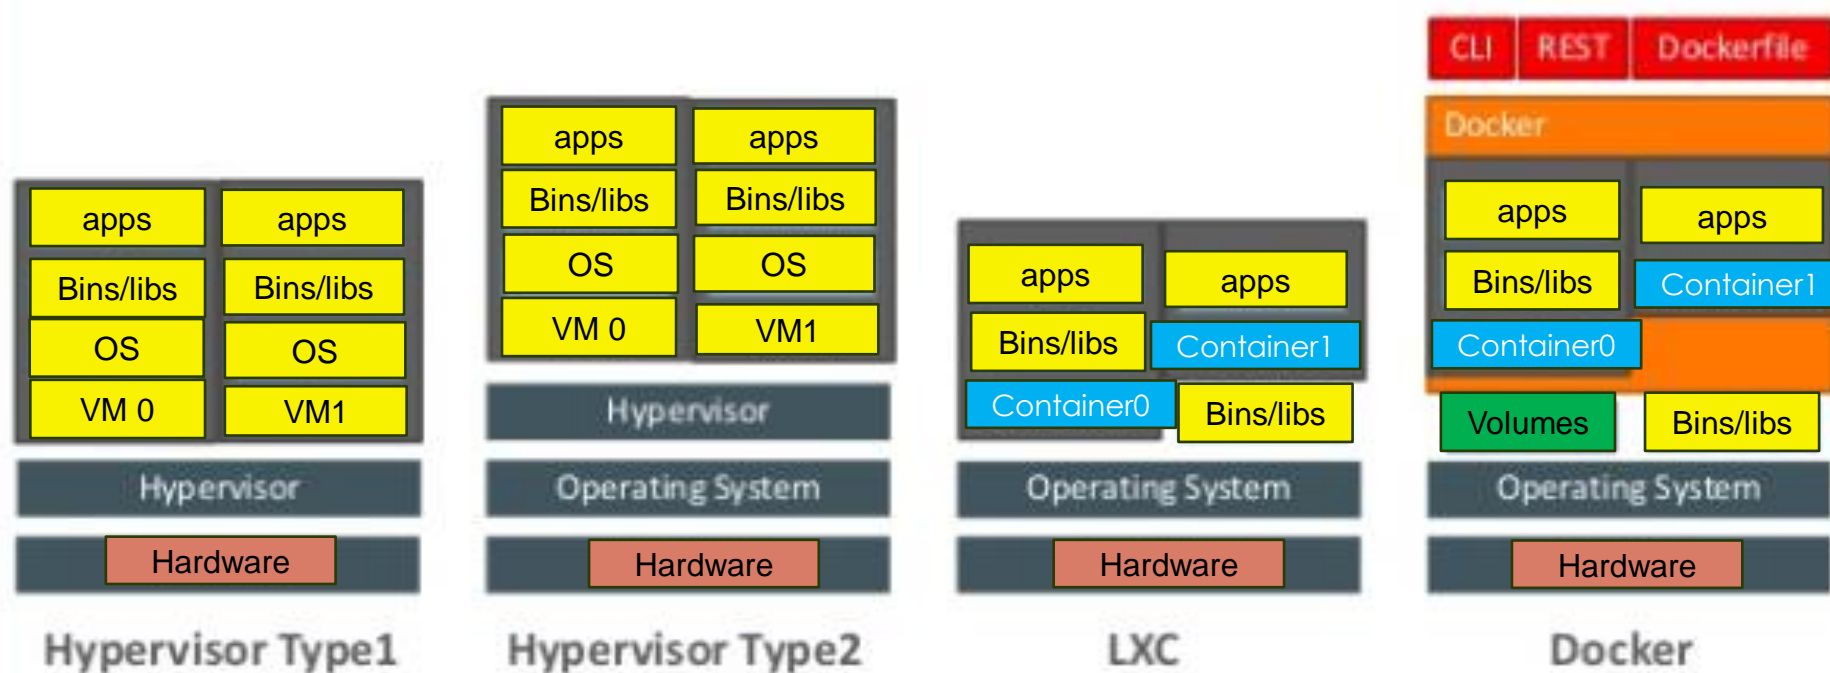 apps
apps
Bins/libs
Bins/libs
OS
OS
VM 0
VM1
Hypervisor
Hardware
Hypervisor Type1
apps
apps
Bins/libs
Bins/libs
OS
OS
VM 0
VM1
Hypervisor
Operating System
Hardware
Hypervisor Type2
apps
apps
Bins/libs
Container1
Container0
Bins/libs
Operating System
Hardware
LXC
CLI
REST
Dockerfile
Docker
apps
apps
Bins/libs
Container1
Container0
Volumes
Bins/libs
Operating System
Hardware
Docker